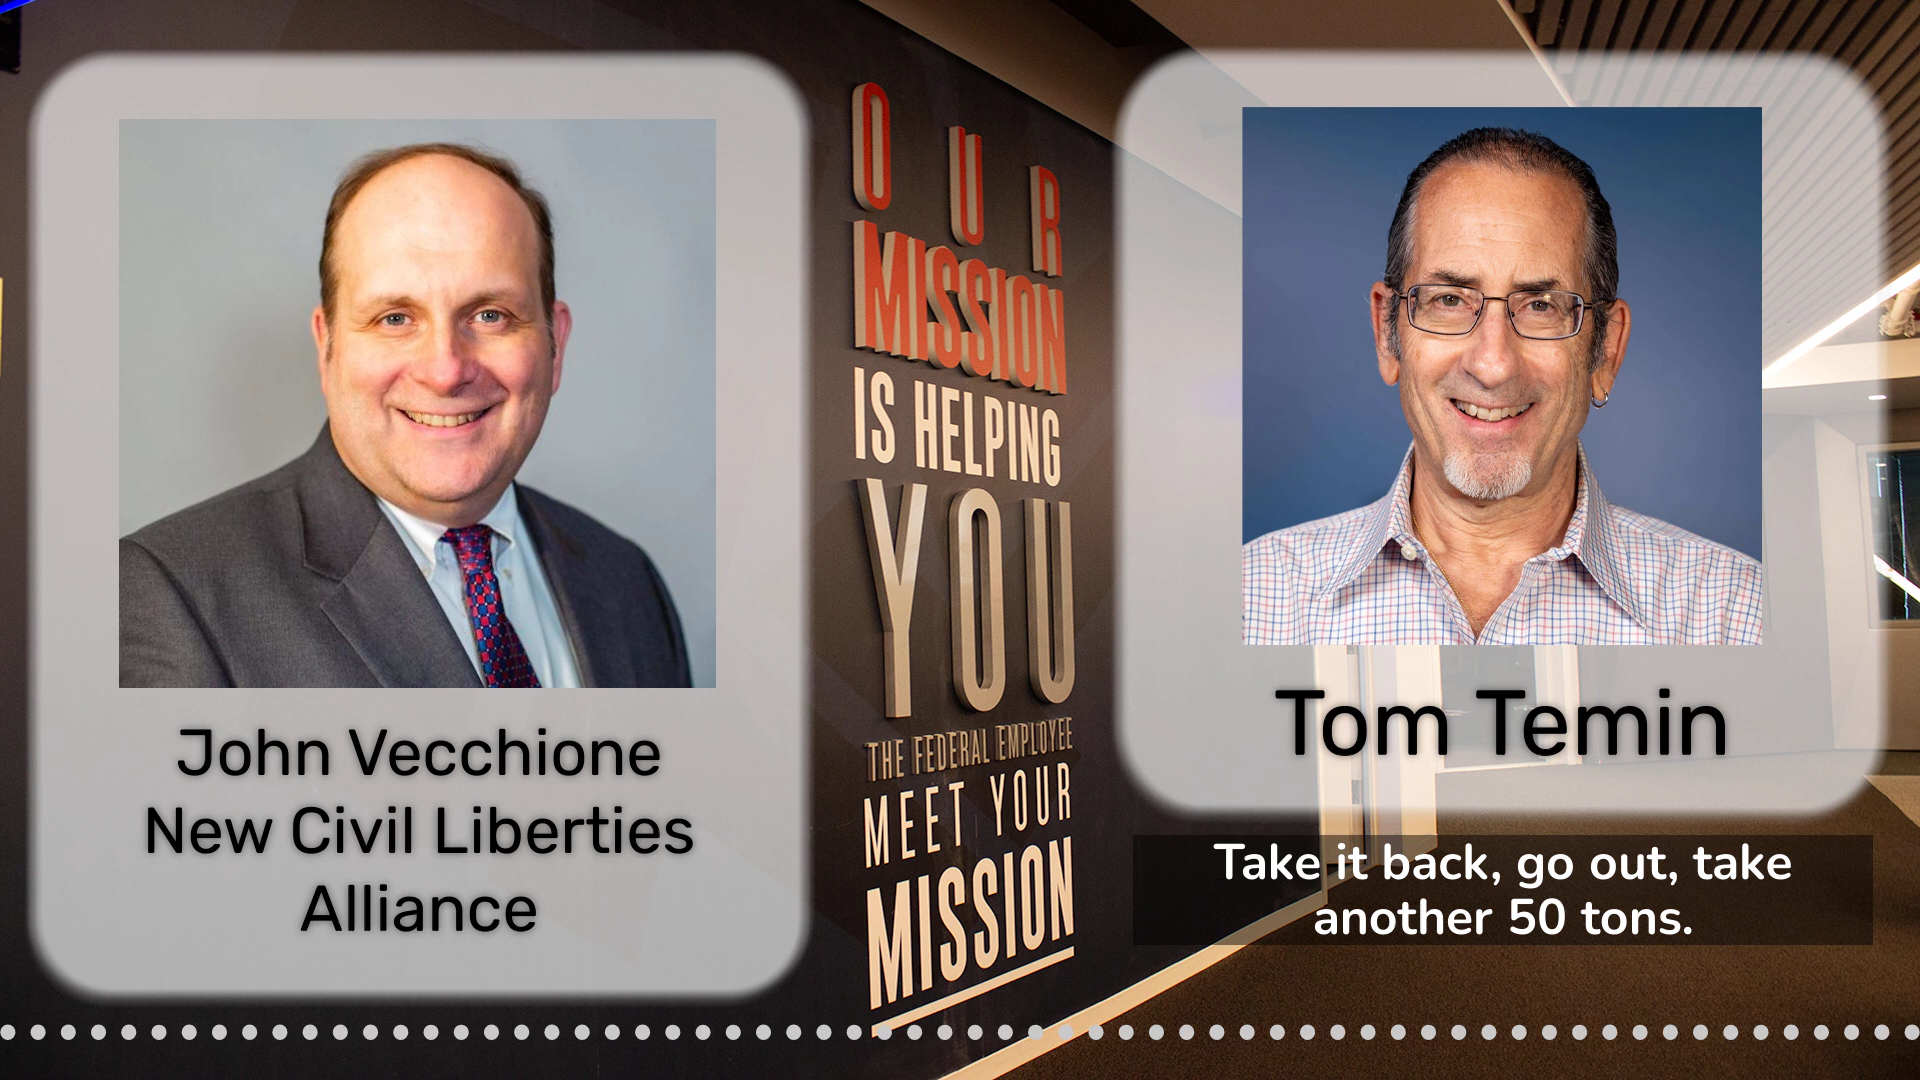 John Vecchione
New Civil Liberties
Alliance
OUR
MISSION
IS HELPING
YOU
THE FEDERAL EMPLOYEE
MEET YOUR
MISSION
Tom Temin
Take it back, go out, take
another 50 tons.